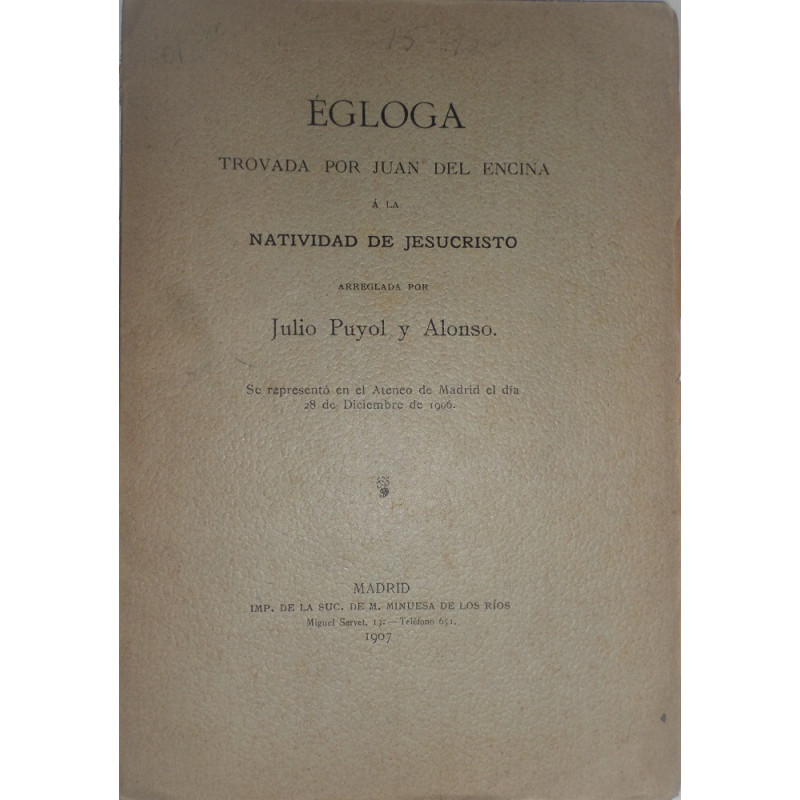 ÉGLOGA
TROVADA POR JUAN DEL ENCINA
Á LA
NATIVIDAD DE JESUCRISTO
ARREGLADA POR
Julio Puyol y Alonso.
Se representó en el Ateneo de Madrid el día
28 de Diciembre de 1906.
MADRID
IMP. DE LA SUC. DE M. MINUESA DE LOS RÍOS
Miguel Servet, 13.—Teléfono 651.
1907